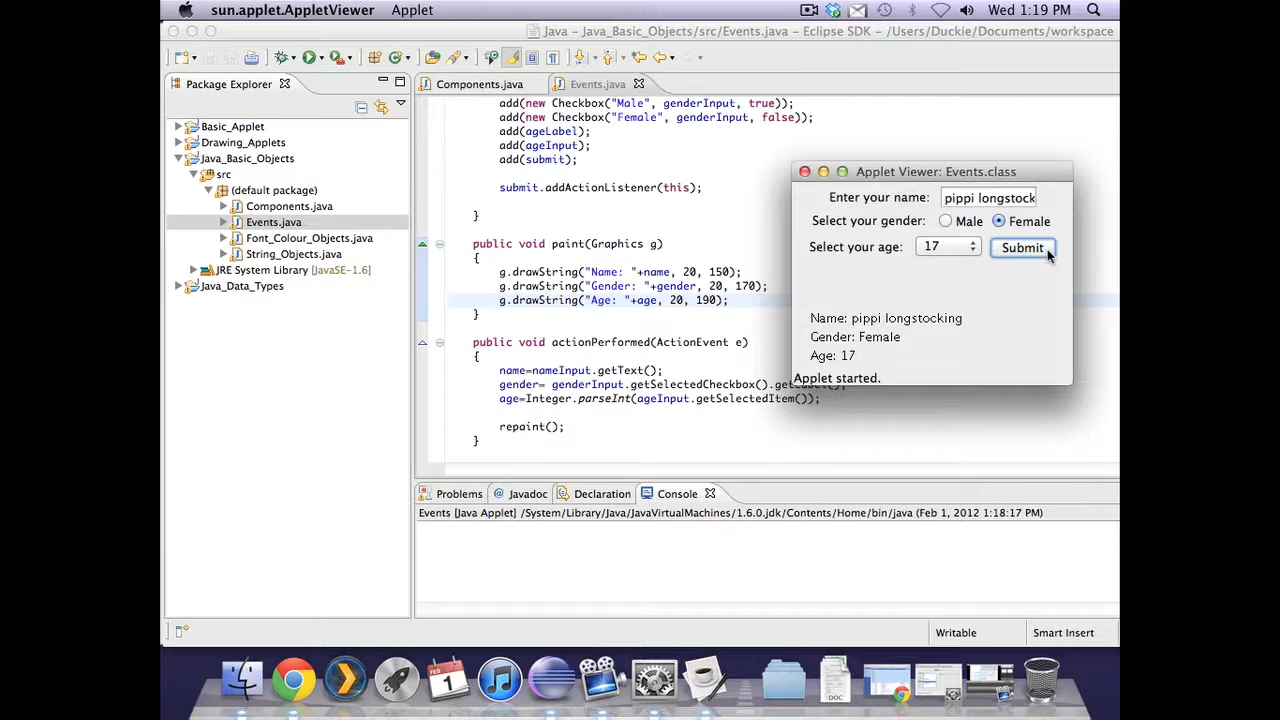 sun.applet.AppletViewer Applet
Wed 1:19 PM
Java – Java_Basic_Objects/src/Events.java – Eclipse SDK – /Users/Duckie/Documents/workspace
Package Explorer
Components.java
Events.java
Basic_Applet
Drawing_Applets
Java_Basic_Objects
src
(default package)
Components.java
Events.java
Font_Colour_Objects.java
String_Objects.java
JRE System Library [JavaSE-1.6]
Java_Data_Types
add(new Checkbox("Male", genderInput, true));
add(new Checkbox("Female", genderInput, false));
add(ageLabel);
add(ageInput);
add(submit);
submit.addActionListener(this);
}
public void paint(Graphics g)
{
g.drawString("Name: "+name, 20, 150);
g.drawString("Gender: "+gender, 20, 170);
g.drawString("Age: "+age, 20, 190);
}
public void actionPerformed(ActionEvent e)
{
name=nameInput.getText();
gender= genderInput.getSelectedCheckbox().getLabel();
age=Integer.parseInt(ageInput.getSelectedItem());
repaint();
}
Applet Viewer: Events.class
Enter your name: pippi longstock
Select your gender: Male Female
Select your age: 17 Submit
Name: pippi longstocking
Gender: Female
Age: 17
Applet started.
Problems @ Javadoc Declaration Console
Events [Java Applet] /System/Library/Java/JavaVirtualMachines/1.6.0.jdk/Contents/Home/bin/java (Feb 1, 2012 1:18:17 PM)
Writable Smart Insert
1
DOC